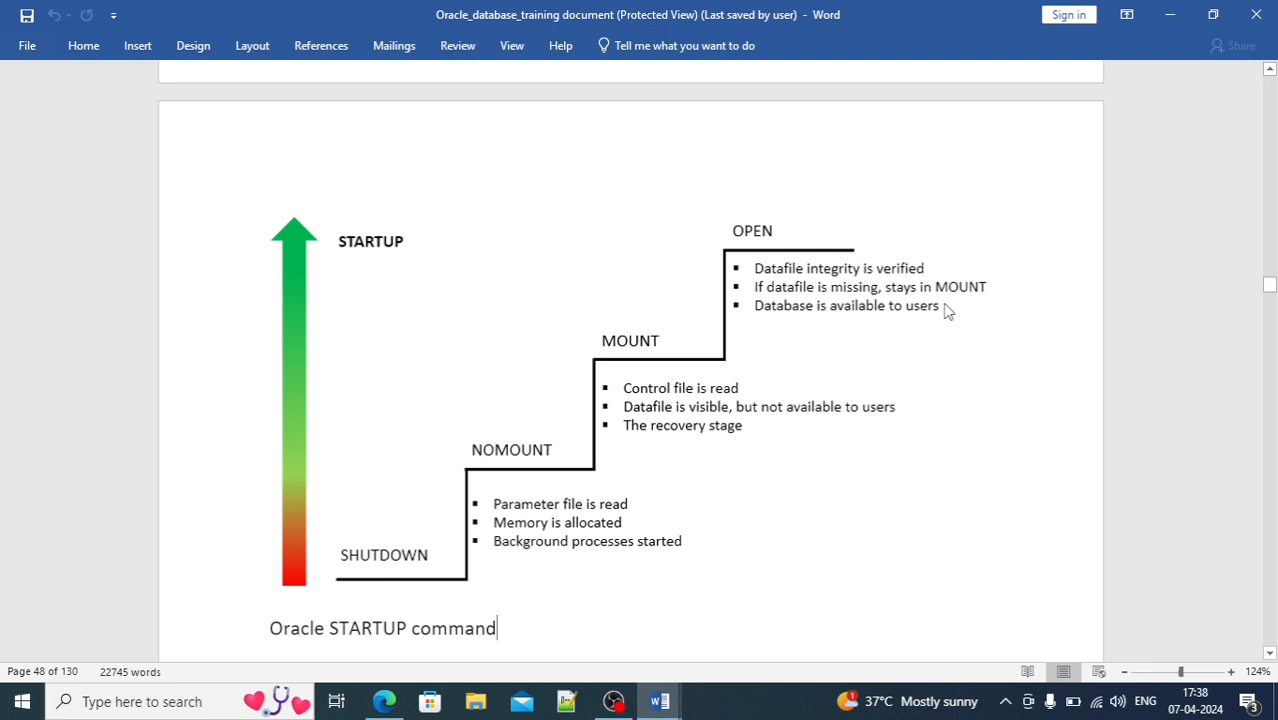 Oracle_database_training document (Protected View) (Last saved by user) - Word
Sign in
File Home Insert Design Layout References Mailings Review View Help Tell me what you want to do Share
STARTUP
OPEN
▪ Datafile integrity is verified
▪ If datafile is missing, stays in MOUNT
▪ Database is available to users
MOUNT
▪ Control file is read
▪ Datafile is visible, but not available to users
▪ The recovery stage
NOMOUNT
▪ Parameter file is read
▪ Memory is allocated
▪ Background processes started
SHUTDOWN
Oracle STARTUP command
Page 48 of 130 22745 words 124%
Type here to search 37°C Mostly sunny ENG 17:38
07-04-2024 3